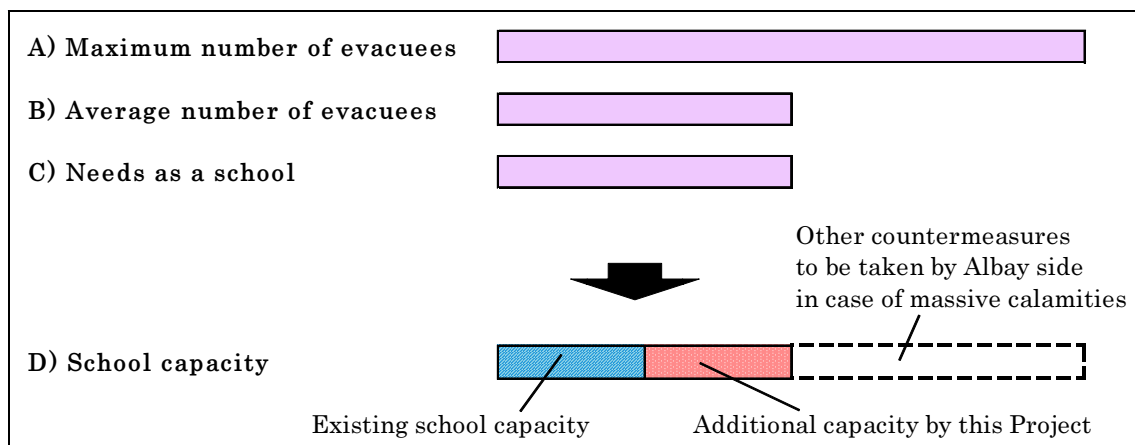 A) Maximum number of evacuees
B) Average number of evacuees
C) Needs as a school
Other countermeasures
to be taken by Albay side
in case of massive calamities
D) School capacity
Existing school capacity
Additional capacity by this Project